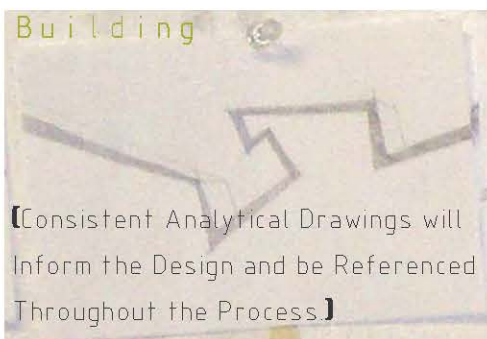 Building
[Consistent Analytical Drawings will
Inform the Design and be Referenced
Throughout the Process.]